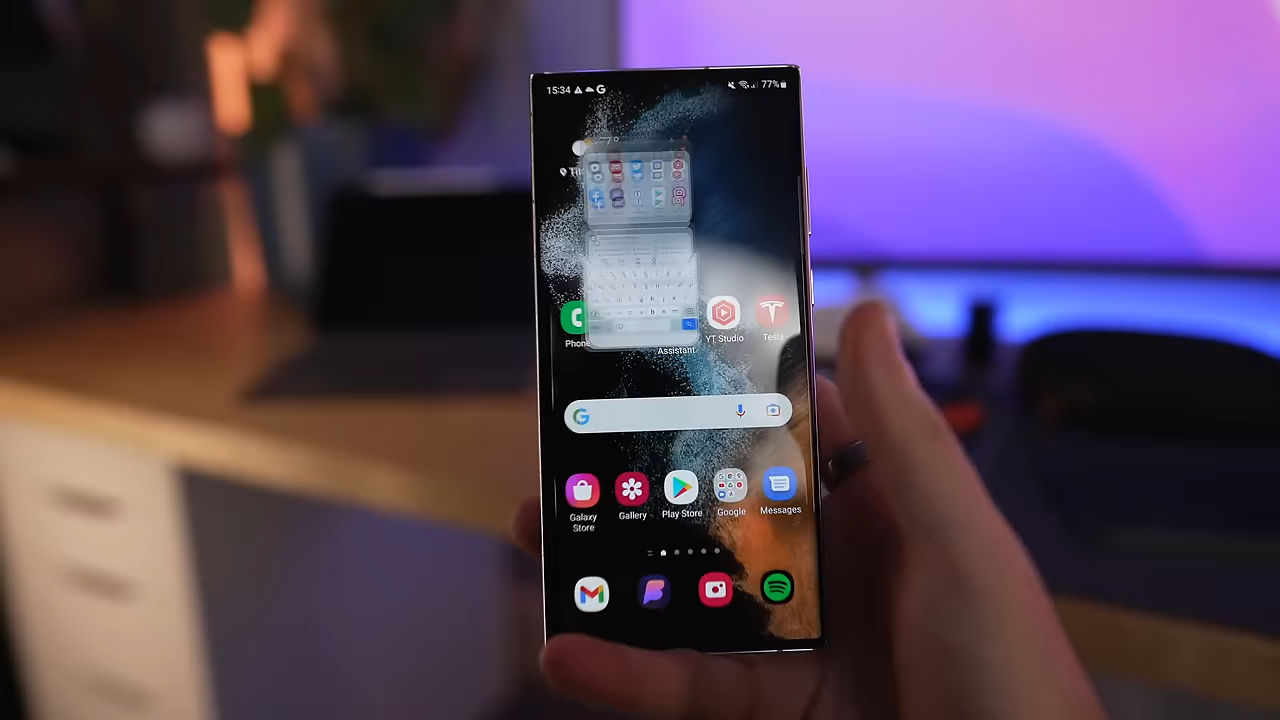 15:34
77%
Phone
Assistant
YT Studio
Tesla
Galaxy
Store
Gallery
Play Store
Google
Messages